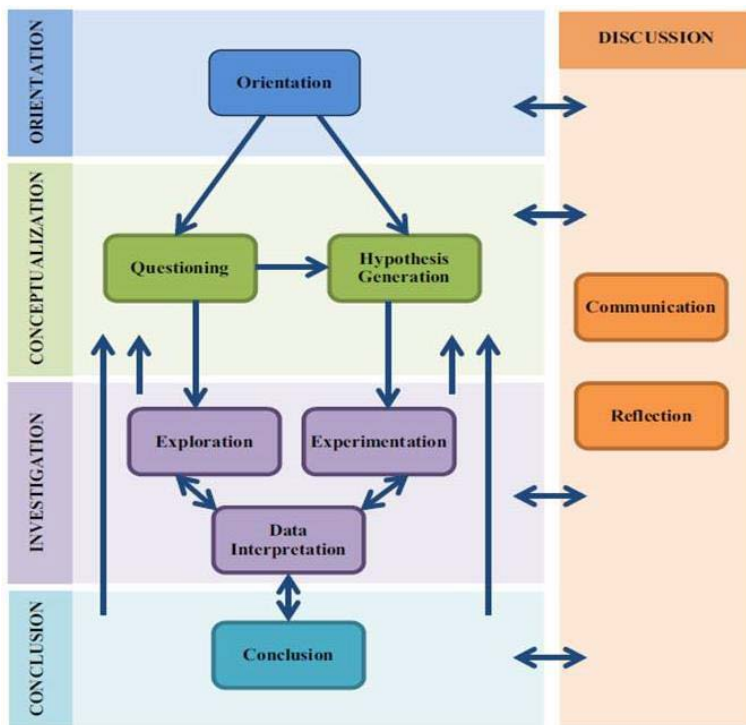 ORIENTATION
Orientation
CONCEPTUALIZATION
Questioning
Hypothesis
Generation
INVESTIGATION
Exploration
Experimentation
Data
Interpretation
CONCLUSION
Conclusion
DISCUSSION
Communication
Reflection